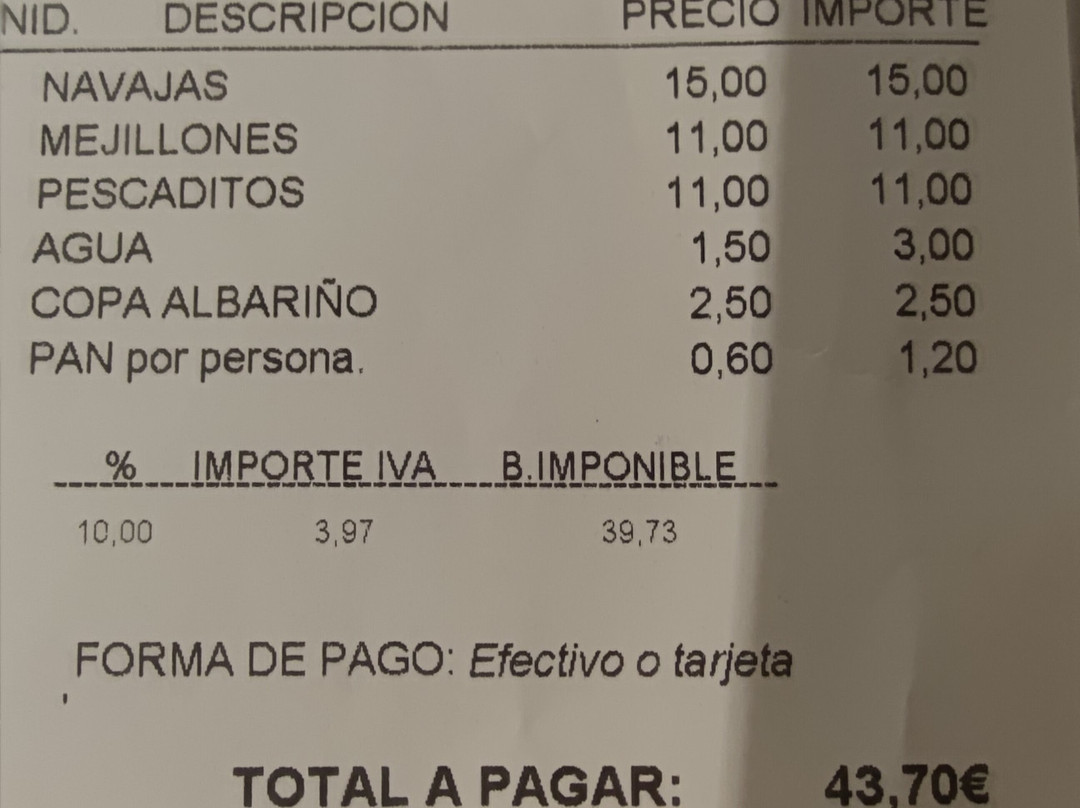 NID. DESCRIPCION PRECIO IMPORTE
NAVAJAS 15,00 15,00
MEJILLONES 11,00 11,00
PESCADITOS 11,00 11,00
AGUA 1,50 3,00
COPA ALBARIÑO 2,50 2,50
PAN por persona. 0,60 1,20
% IMPORTE IVA B.IMPONIBLE
10,00 3,97 39,73
FORMA DE PAGO: Efectivo o tarjeta
TOTAL A PAGAR: 43,70€